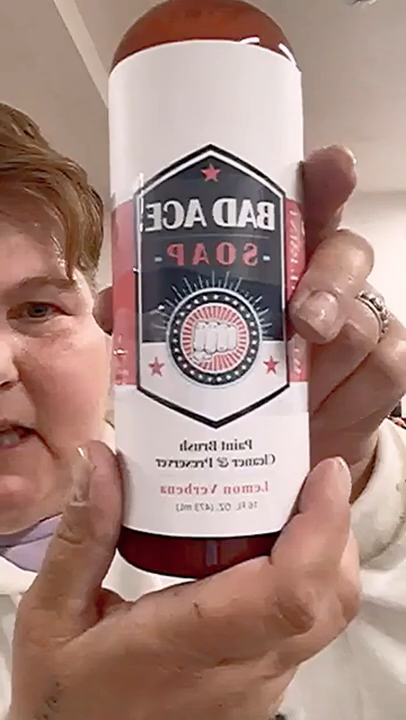 BAD ACE
- SOAP -
Paint Brush
Cleaner & Preserver
Lemon Verbena
16 FL. OZ. (473 mL)